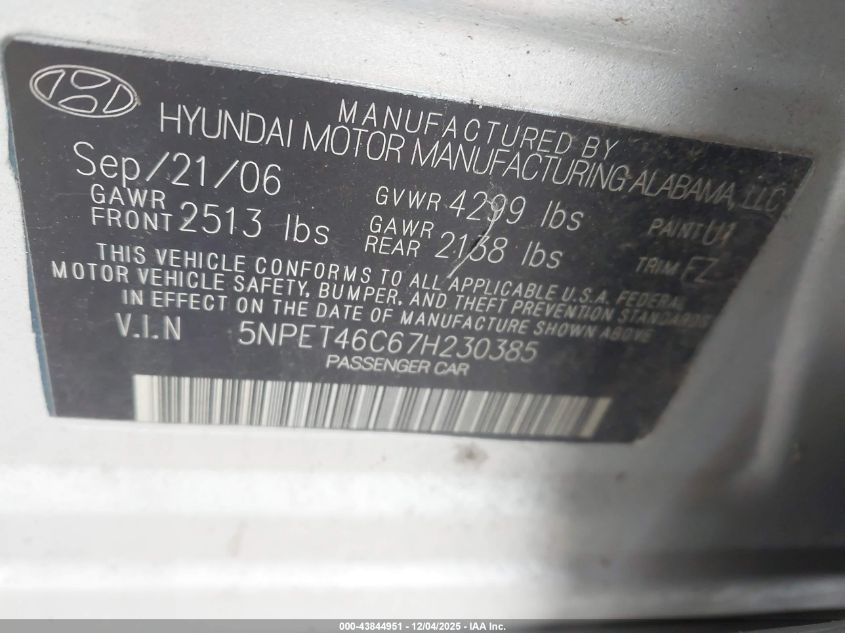 MANUFACTURED BY
HYUNDAI MOTOR MANUFACTURING ALABAMA, LLC
Sep/21/06
GVWR 4299 lbs
PAINT U1
GAWR FRONT 2513 lbs
GAWR REAR 2138 lbs
TRIM FZ
THIS VEHICLE CONFORMS TO ALL APPLICABLE U.S.A. FEDERAL
MOTOR VEHICLE SAFETY, BUMPER, AND THEFT PREVENTION STANDARDS
IN EFFECT ON THE DATE OF MANUFACTURE SHOWN ABOVE
V.I.N 5NPET46C67H230385
PASSENGER CAR
000-43844951 - 12/04/2025 - IAA Inc.